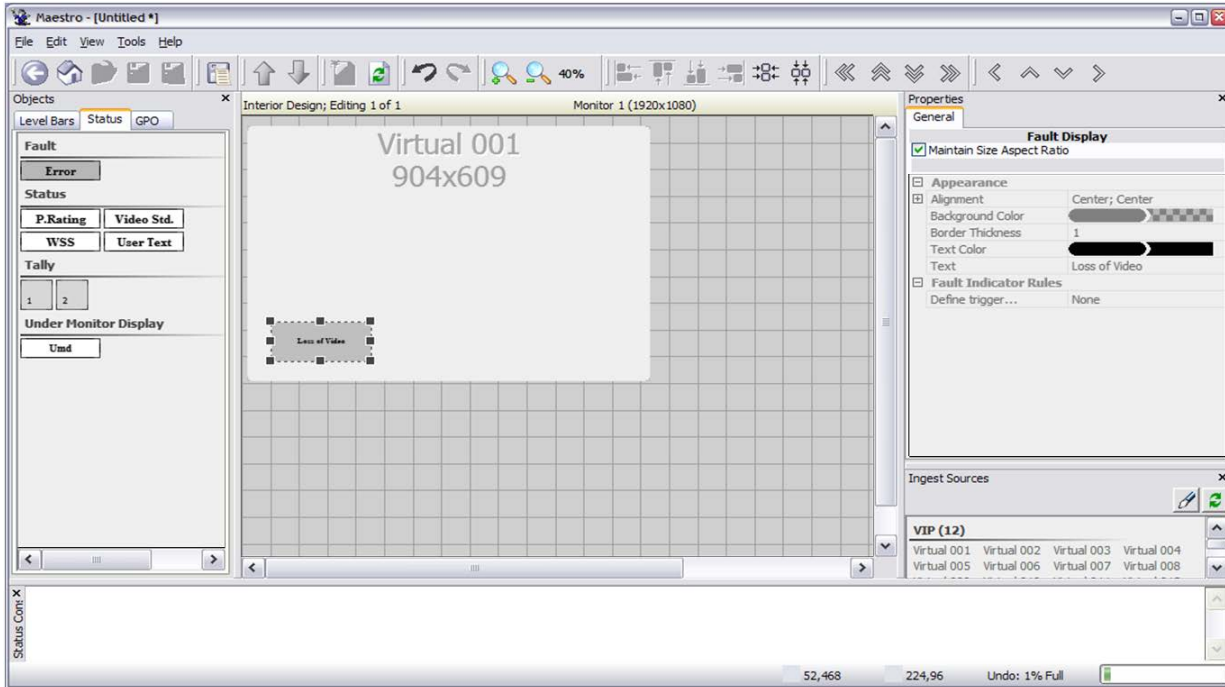 Maestro - [Untitled *]
File Edit View Tools Help
40%
Objects
Level Bars Status GPO
Fault
Error
Status
P.Rating Video Std.
WSS User Text
Tally
1 2
Under Monitor Display
Umd
Interior Design; Editing 1 of 1 Monitor 1 (1920x1080)
Virtual 001
904x609
Loss of Video
Properties
General
Fault Display
Maintain Size Aspect Ratio
Appearance
Alignment Center; Center
Background Color
Border Thickness 1
Text Color
Text Loss of Video
Fault Indicator Rules
Define trigger... None
Ingest Sources
VIP (12)
Virtual 001 Virtual 002 Virtual 003 Virtual 004
Virtual 005 Virtual 006 Virtual 007 Virtual 008
Status
52,468 224,96 Undo: 1% Full